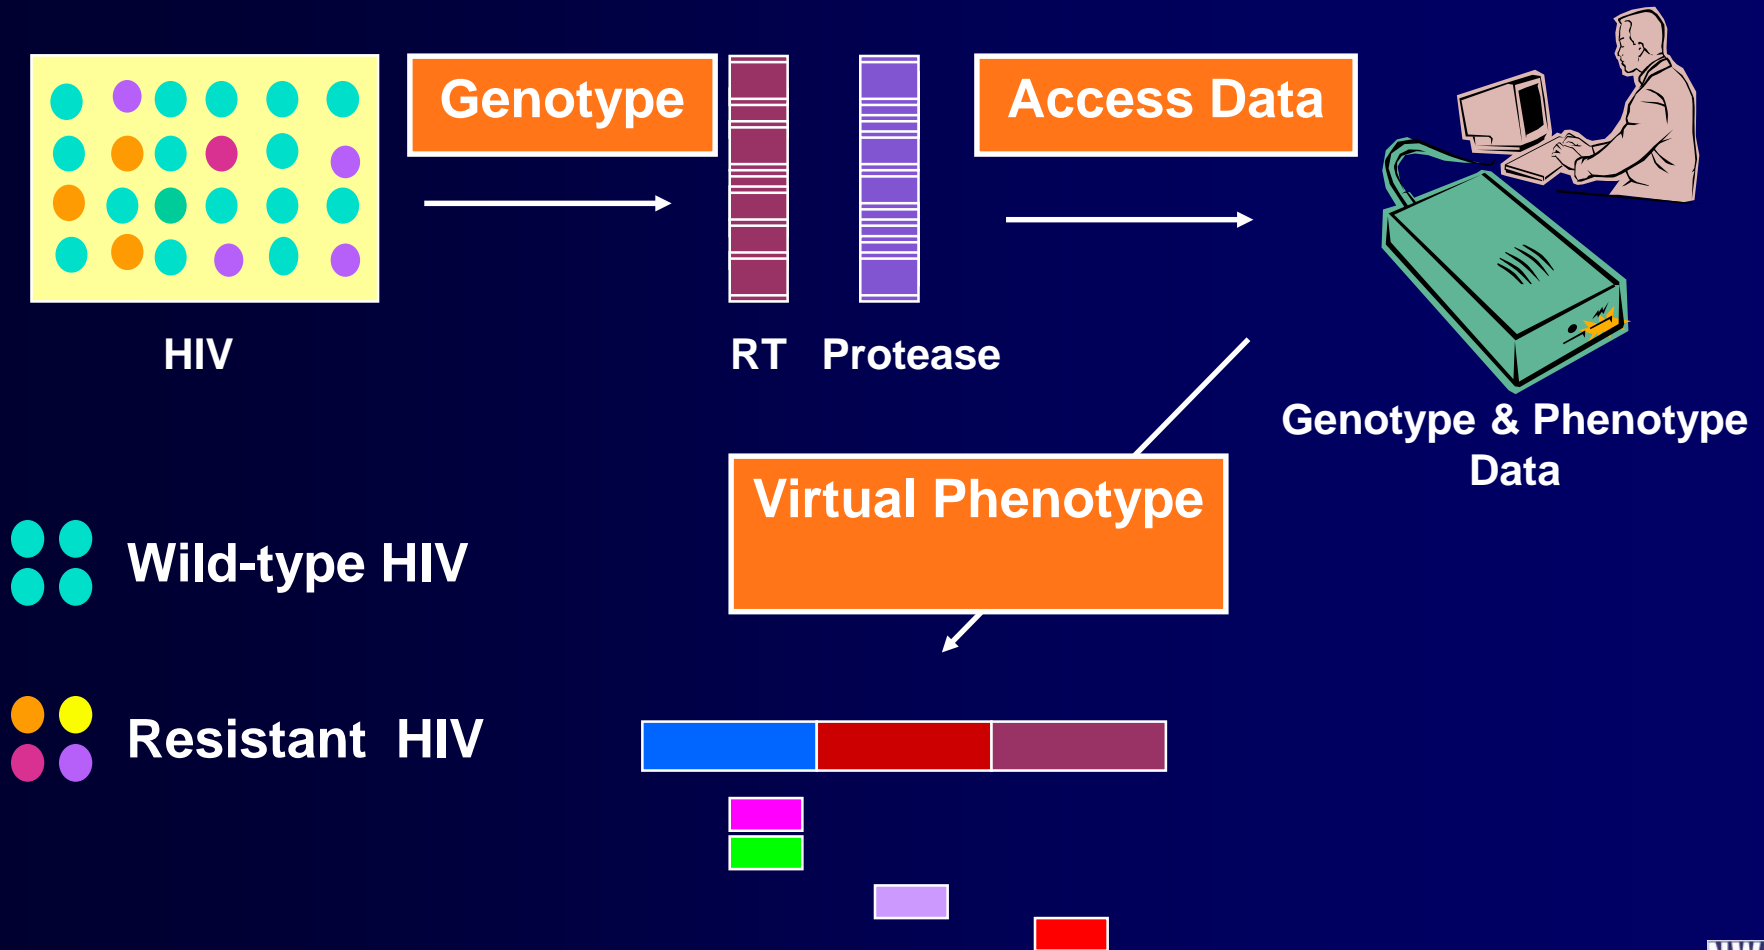 Genotype
Access Data
HIV
RT Protease
Genotype & Phenotype
Data
Virtual Phenotype
Wild-type HIV
Resistant HIV